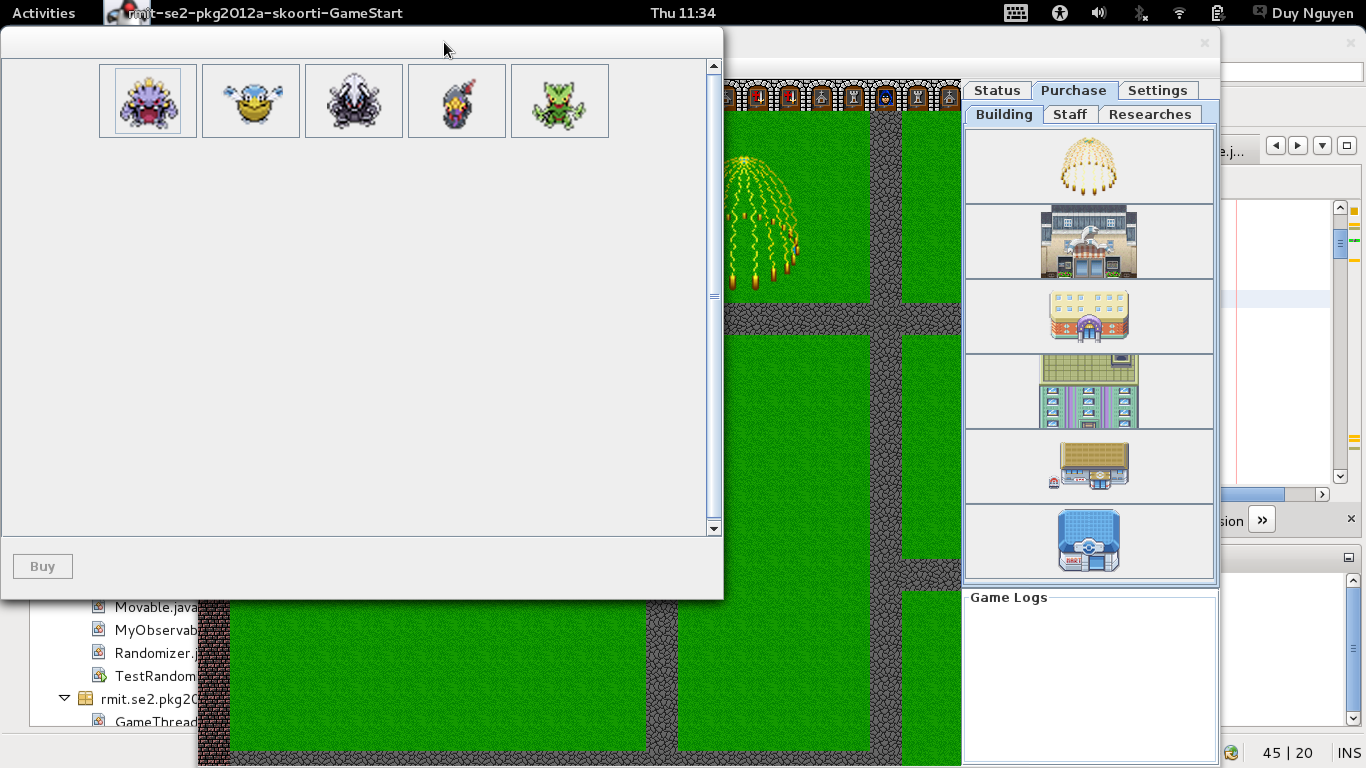 Activities
rmit-se2-pkg2012a-skoorti-GameStart
Thu 11:34
Duy Nguyen
Status Purchase Settings
Building Staff Researches
e.j...
sion »
Buy
Game Logs
Movable.java
MyObservab
Randomizer.
TestRandom
rmit.se2.pkg20
GameThread
45 | 20 INS